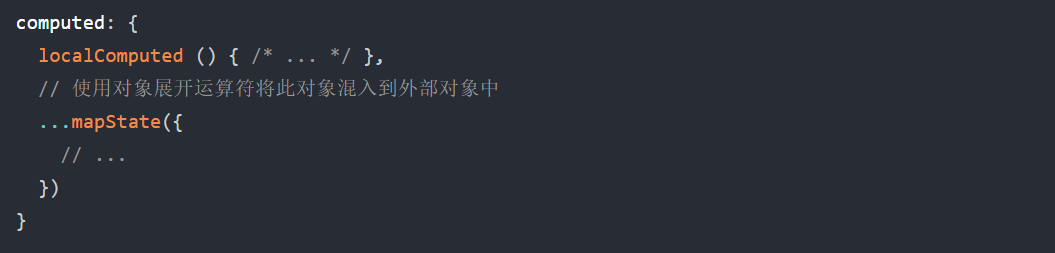 computed: {
  localComputed () { /* ... */ },
  // 使用对象展开运算符将此对象混入到外部对象中
  ...mapState({
    // ...
  })
}